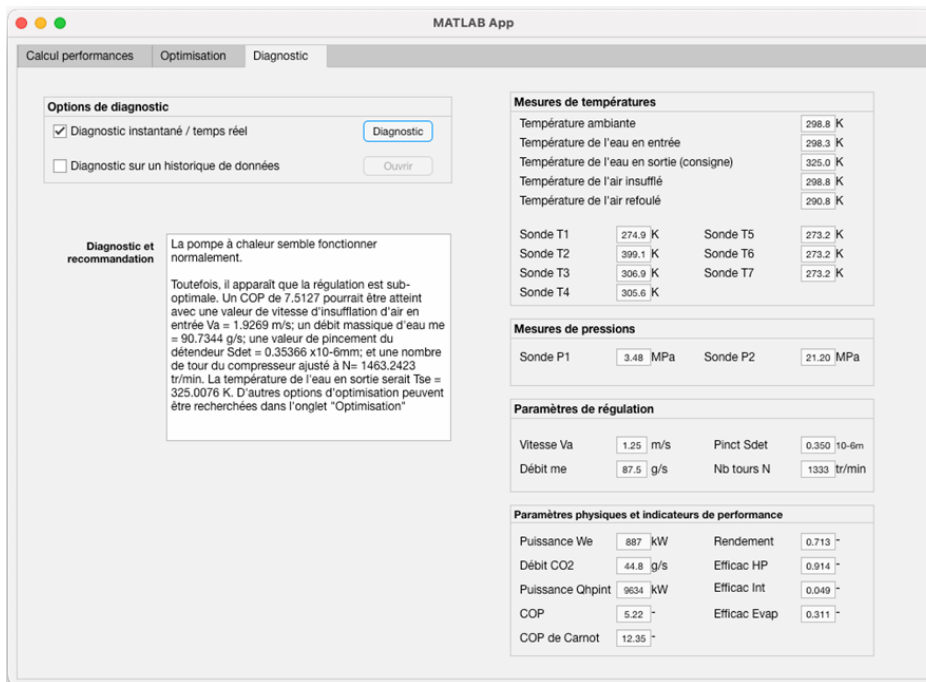 MATLAB App
Calcul performances
Optimisation
Diagnostic
Options de diagnostic
Diagnostic instantané / temps réel
Diagnostic
Diagnostic sur un historique de données
Ouvrir
Diagnostic et
recommandation
La pompe à chaleur semble fonctionner
normalement.
Toutefois, il apparaît que la régulation est sub-
optimale. Un COP de 7.5127 pourrait être atteint
avec une valeur de vitesse d'insufflation d'air en
entrée Va = 1.9269 m/s; un débit massique d'eau me
= 90.7344 g/s; une valeur de pincement du
détendeur Sdet = 0.35366 x10-6mm; et une nombre
de tour du compresseur ajusté à N= 1463.2423
tr/min. La température de l'eau en sortie serait Tse =
325.0076 K. D'autres options d'optimisation peuvent
être recherchées dans l'onglet "Optimisation"
Mesures de températures
Température ambiante 298.8 K
Température de l'eau en entrée 298.3 K
Température de l'eau en sortie (consigne) 325.0 K
Température de l'air insufflé 298.8 K
Température de l'air refoulé 290.8 K
Sonde T1 274.9 K Sonde T5 273.2 K
Sonde T2 399.1 K Sonde T6 273.2 K
Sonde T3 306.9 K Sonde T7 273.2 K
Sonde T4 305.6 K
Mesures de pressions
Sonde P1 3.48 MPa Sonde P2 21.20 MPa
Paramètres de régulation
Vitesse Va 1.25 m/s Pinct Sdet 0.350 10-6m
Débit me 87.5 g/s Nb tours N 1333 tr/min
Paramètres physiques et indicateurs de performance
Puissance We 887 kW Rendement 0.713 -
Débit CO2 44.8 g/s Efficac HP 0.914 -
Puissance Qhpint 9634 kW Efficac Int 0.049 -
COP 5.22 - Efficac Evap 0.311 -
COP de Carnot 12.35 -